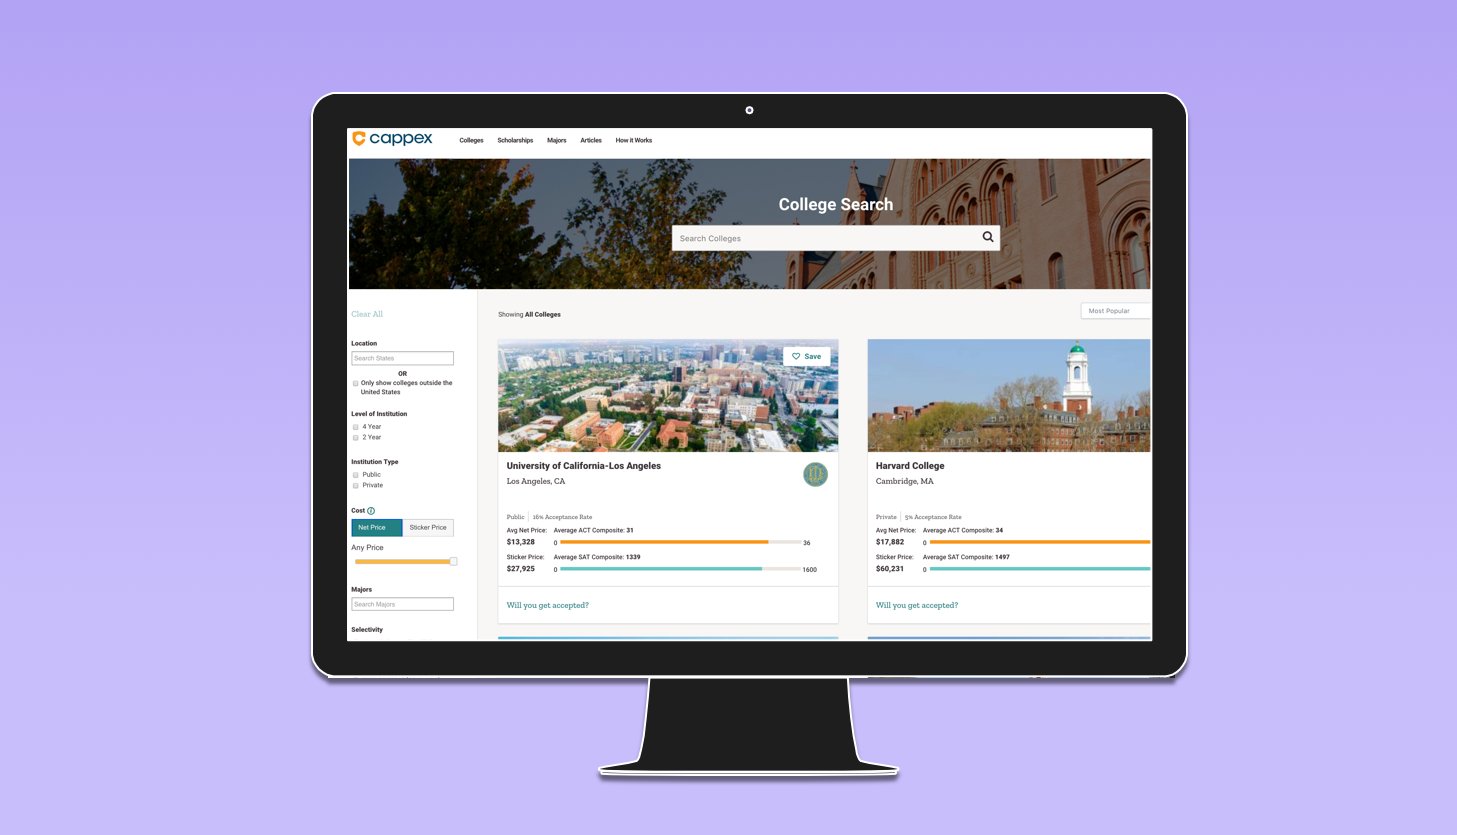 cappex
Colleges Scholarships Majors Articles How it Works
College Search
Search Colleges
Clear All
Location
Search States
OR
Only show colleges outside the
United States
Level of Institution
4 Year
2 Year
Institution Type
Public
Private
Cost i
Net Price Sticker Price
Any Price
Majors
Search Majors
Selectivity
Showing All Colleges
Most Popular
Save
University of California-Los Angeles
Los Angeles, CA
Public 16% Acceptance Rate
Avg Net Price: Average ACT Composite: 31
$13,328 0 36
Sticker Price: Average SAT Composite: 1339
$27,925 0 1600
Will you get accepted?
Harvard College
Cambridge, MA
Private 5% Acceptance Rate
Avg Net Price: Average ACT Composite: 34
$17,882 0
Sticker Price: Average SAT Composite: 1497
$60,231 0
Will you get accepted?